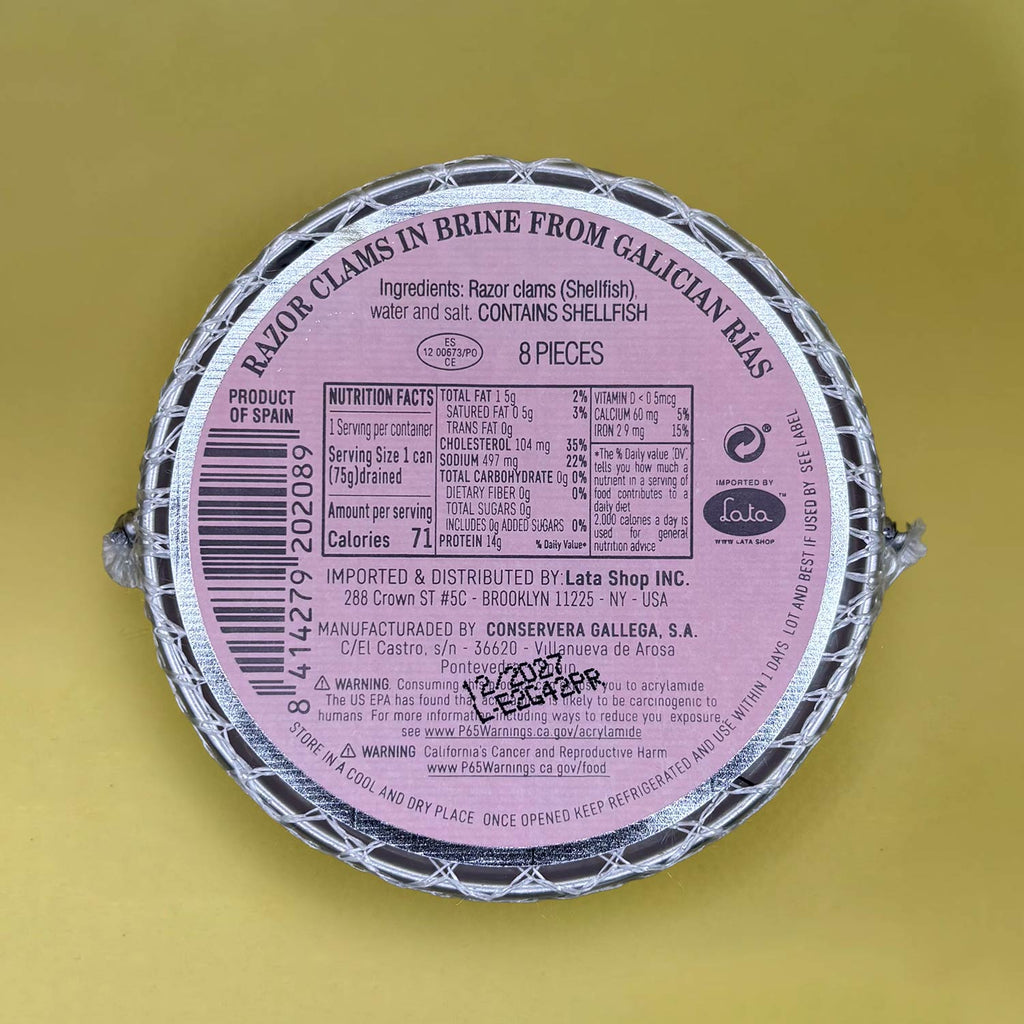 RAZOR CLAMS IN BRINE FROM GALICIAN RÍAS
Ingredients: Razor clams (Shellfish),
water and salt. CONTAINS SHELLFISH
ES
12 00673/PO
CE
8 PIECES
PRODUCT
OF SPAIN
8 414279 202089
NUTRITION FACTS
1 Serving per container
Serving Size 1 can
(75g)drained
Amount per serving
Calories 71
TOTAL FAT 1 5g 2%
SATURED FAT 0 5g 3%
TRANS FAT 0g
CHOLESTEROL 104 mg 35%
SODIUM 497 mg 22%
TOTAL CARBOHYDRATE 0g 0%
DIETARY FIBER 0g 0%
TOTAL SUGARS 0g
INCLUDES 0g ADDED SUGARS 0%
PROTEIN 14g % Daily Value*
VITAMIN D < 0 5mcg
CALCIUM 60 mg 5%
IRON 2 9 mg 15%
*The % Daily value (DV)
tells you how much a
nutrient in a serving of
food contributes to a
daily diet
2,000 calories a day is
used for general
nutrition advice
®
IMPORTED BY
Lata ™
WWW LATA SHOP
IMPORTED & DISTRIBUTED BY:Lata Shop INC.
288 Crown ST #5C - BROOKLYN 11225 - NY - USA
MANUFACTURADED BY CONSERVERA GALLEGA, S.A.
C/El Castro, s/n - 36620 - Villanueva de Arosa
12/2027
L-E2G42PR
WARNING. Consuming you to acrylamide
The US EPA has found that is likely to be carcinogenic to
humans. For more including ways to reduce you exposure,
see www.P65Warnings.ca.gov/acrylamide
WARNING California's Cancer and Reproductive Harm
www P65Warnings ca gov/food
STORE IN A COOL AND DRY PLACE ONCE OPENED KEEP REFRIGERATED AND USE WITHIN 1 DAYS LOT AND BEST IF USED BY SEE LABEL